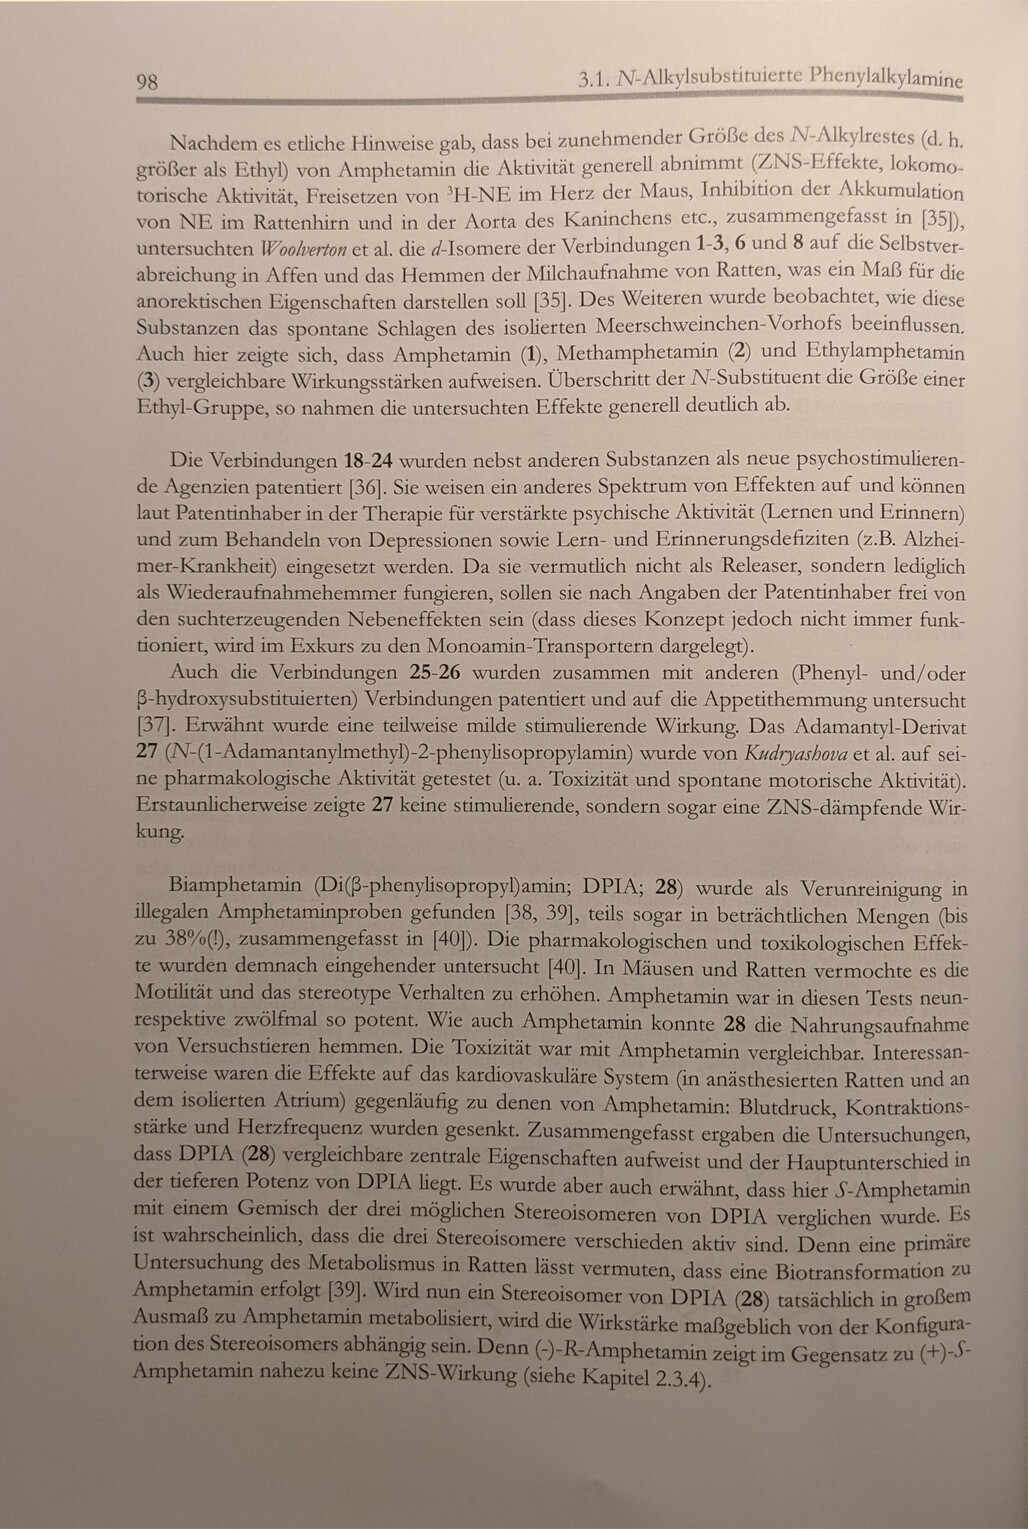 98
3.1. N-Alkylsubstituierte Phenylalkylamine
Nachdem es etliche Hinweise gab, dass bei zunehmender Größe des N-Alkylrestes (d. h.
größer als Ethyl) von Amphetamin die Aktivität generell abnimmt (ZNS-Effekte, lokomo-
torische Aktivität, Freisetzen von ³H-NE im Herz der Maus, Inhibition der Akkumulation
von NE im Rattenhirn und in der Aorta des Kaninchens etc., zusammengefasst in [35]),
untersuchten Woolverton et al. die d-Isomere der Verbindungen 1-3, 6 und 8 auf die Selbstver-
abreichung in Affen und das Hemmen der Milchaufnahme von Ratten, was ein Maß für die
anorektischen Eigenschaften darstellen soll [35]. Des Weiteren wurde beobachtet, wie diese
Substanzen das spontane Schlagen des isolierten Meerschweinchen-Vorhofs beeinflussen.
Auch hier zeigte sich, dass Amphetamin (1), Methamphetamin (2) und Ethylamphetamin
(3) vergleichbare Wirkungsstärken aufweisen. Überschritt der N-Substituent die Größe einer
Ethyl-Gruppe, so nahmen die untersuchten Effekte generell deutlich ab.
Die Verbindungen 18-24 wurden nebst anderen Substanzen als neue psychostimulieren-
de Agenzien patentiert [36]. Sie weisen ein anderes Spektrum von Effekten auf und können
laut Patentinhaber in der Therapie für verstärkte psychische Aktivität (Lernen und Erinnern)
und zum Behandeln von Depressionen sowie Lern- und Erinnerungsdefiziten (z.B. Alzhei-
mer-Krankheit) eingesetzt werden. Da sie vermutlich nicht als Releaser, sondern lediglich
als Wiederaufnahmehemmer fungieren, sollen sie nach Angaben der Patentinhaber frei von
den suchterzeugenden Nebeneffekten sein (dass dieses Konzept jedoch nicht immer funk-
tioniert, wird im Exkurs zu den Monoamin-Transportern dargelegt).
Auch die Verbindungen 25-26 wurden zusammen mit anderen (Phenyl- und/oder
β-hydroxysubstituierten) Verbindungen patentiert und auf die Appetithemmung untersucht
[37]. Erwähnt wurde eine teilweise milde stimulierende Wirkung. Das Adamantyl-Derivat
27 (N-(1-Adamantanylmethyl)-2-phenylisopropylamin) wurde von Kudryashova et al. auf sei-
ne pharmakologische Aktivität getestet (u. a. Toxizität und spontane motorische Aktivität).
Erstaunlicherweise zeigte 27 keine stimulierende, sondern sogar eine ZNS-dämpfende Wir-
kung.
Biamphetamin (Di(β-phenylisopropyl)amin; DPIA; 28) wurde als Verunreinigung in
illegalen Amphetaminproben gefunden [38, 39], teils sogar in beträchtlichen Mengen (bis
zu 38%(!), zusammengefasst in [40]). Die pharmakologischen und toxikologischen Effek-
te wurden demnach eingehender untersucht [40]. In Mäusen und Ratten vermochte es die
Motilität und das stereotype Verhalten zu erhöhen. Amphetamin war in diesen Tests neun-
respektive zwölfmal so potent. Wie auch Amphetamin konnte 28 die Nahrungsaufnahme
von Versuchstieren hemmen. Die Toxizität war mit Amphetamin vergleichbar. Interessan-
terweise waren die Effekte auf das kardiovaskuläre System (in anästhesierten Ratten und an
dem isolierten Atrium) gegenläufig zu denen von Amphetamin: Blutdruck, Kontraktions-
stärke und Herzfrequenz wurden gesenkt. Zusammengefasst ergaben die Untersuchungen,
dass DPIA (28) vergleichbare zentrale Eigenschaften aufweist und der Hauptunterschied in
der tieferen Potenz von DPIA liegt. Es wurde aber auch erwähnt, dass hier S-Amphetamin
mit einem Gemisch der drei möglichen Stereoisomeren von DPIA verglichen wurde. Es
ist wahrscheinlich, dass die drei Stereoisomere verschieden aktiv sind. Denn eine primäre
Untersuchung des Metabolismus in Ratten lässt vermuten, dass eine Biotransformation zu
Amphetamin erfolgt [39]. Wird nun ein Stereoisomer von DPIA (28) tatsächlich in großem
Ausmaß zu Amphetamin metabolisiert, wird die Wirkstärke maßgeblich von der Konfigura-
tion des Stereoisomers abhängig sein. Denn (-)-R-Amphetamin zeigt im Gegensatz zu (+)-S-
Amphetamin nahezu keine ZNS-Wirkung (siehe Kapitel 2.3.4).